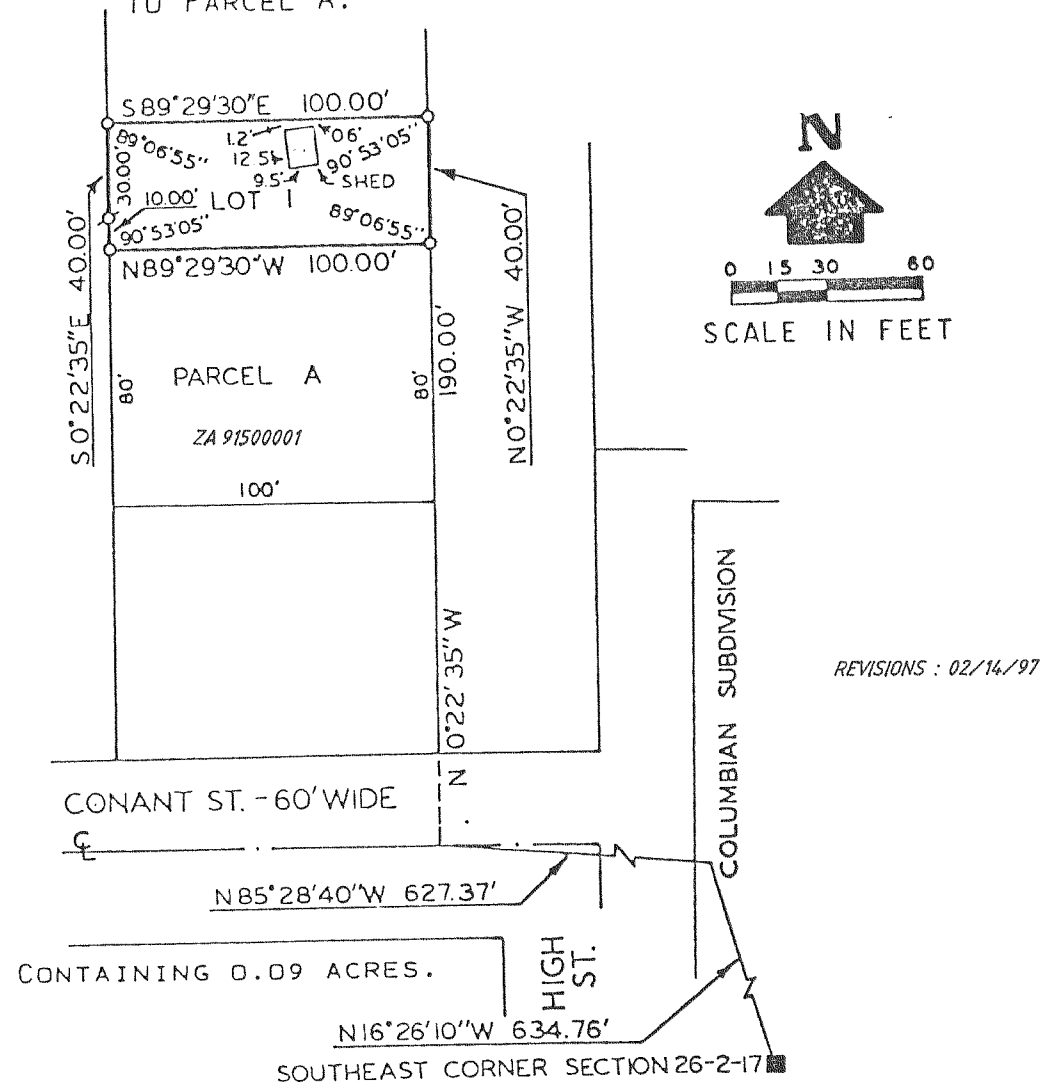 TO PARCEL A.
S89°29'30"E 100.00'
89°06'55"
1.2'
0.6'
90°53'05"
12.5'
9.5'
SHED
30.00'
10.00'
LOT 1
90°53'05"
89°06'55"
N89°29'30"W 100.00'
S0°22'35"E 40.00'
N0°22'35"W 40.00'
N
0 15 30 60
SCALE IN FEET
PARCEL A
80'
80'
190.00'
ZA 91500001
100'
N 0°22'35"W
COLUMBIAN SUBDIVISION
REVISIONS : 02/14/97
CONANT ST. - 60' WIDE
CL
N85°28'40"W 627.37'
CONTAINING 0.09 ACRES.
HIGH
ST.
N16°26'10"W 634.76'
SOUTHEAST CORNER SECTION 26-2-17